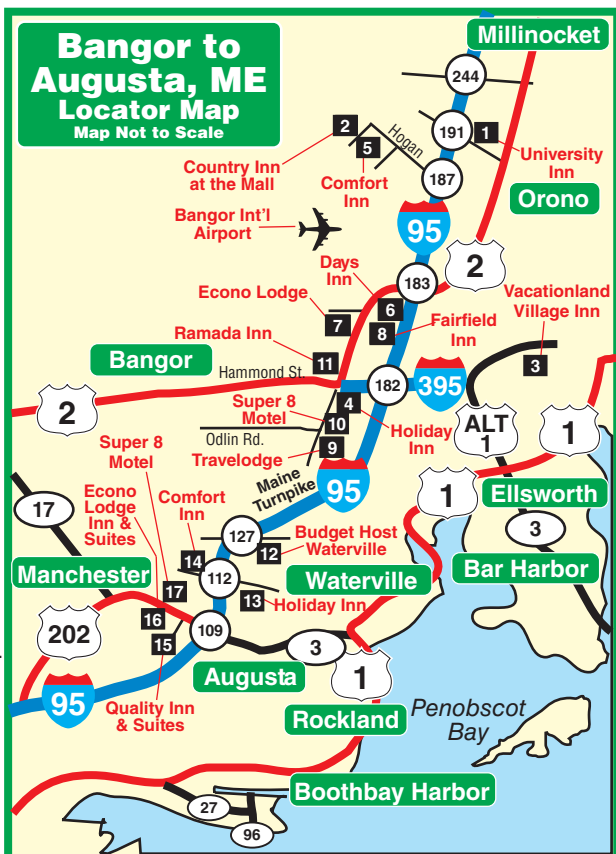 Bangor to
Augusta, ME
Locator Map
Map Not to Scale
Millinocket
244
2
5
Hogan
191
1
University
Inn
Country Inn
at the Mall
Comfort
Inn
187
Orono
Bangor Int'l
Airport
95
2
Days
Inn
183
Econo Lodge
7
6
8
Fairfield
Inn
Vacationland
Village Inn
3
Ramada Inn
11
Bangor
Hammond St.
182
395
2
Super 8
Motel
4
10
Holiday
Inn
ALT
1
1
Odlin Rd.
Travelodge
9
Super 8
Motel
Maine
Turnpike
95
1
Ellsworth
17
Econo
Lodge
Inn &
Suites
Comfort
Inn
127
3
14
12
Budget Host
Waterville
Manchester
17
112
Waterville
Bar Harbor
13
Holiday Inn
16
202
15
109
3
Augusta
1
95
Quality Inn
& Suites
Rockland
Penobscot
Bay
Boothbay Harbor
27
96